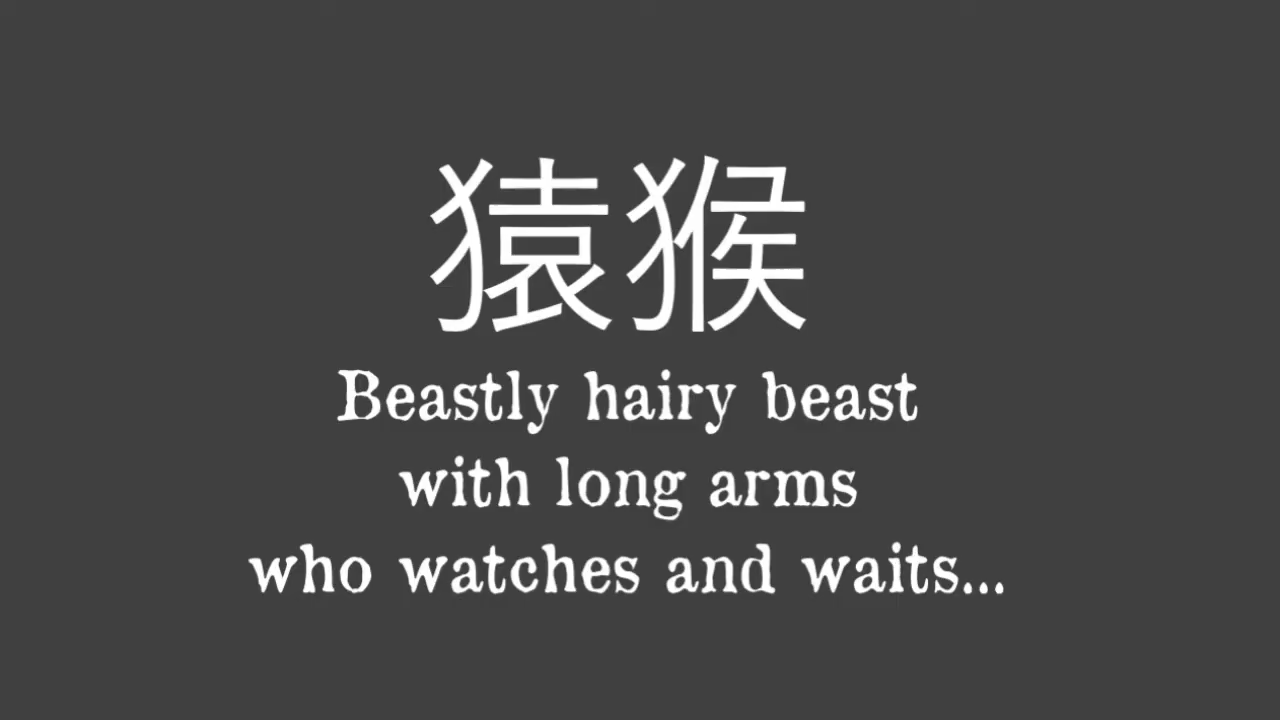 猿猴
Beastly hairy beast
with long arms
who watches and waits...